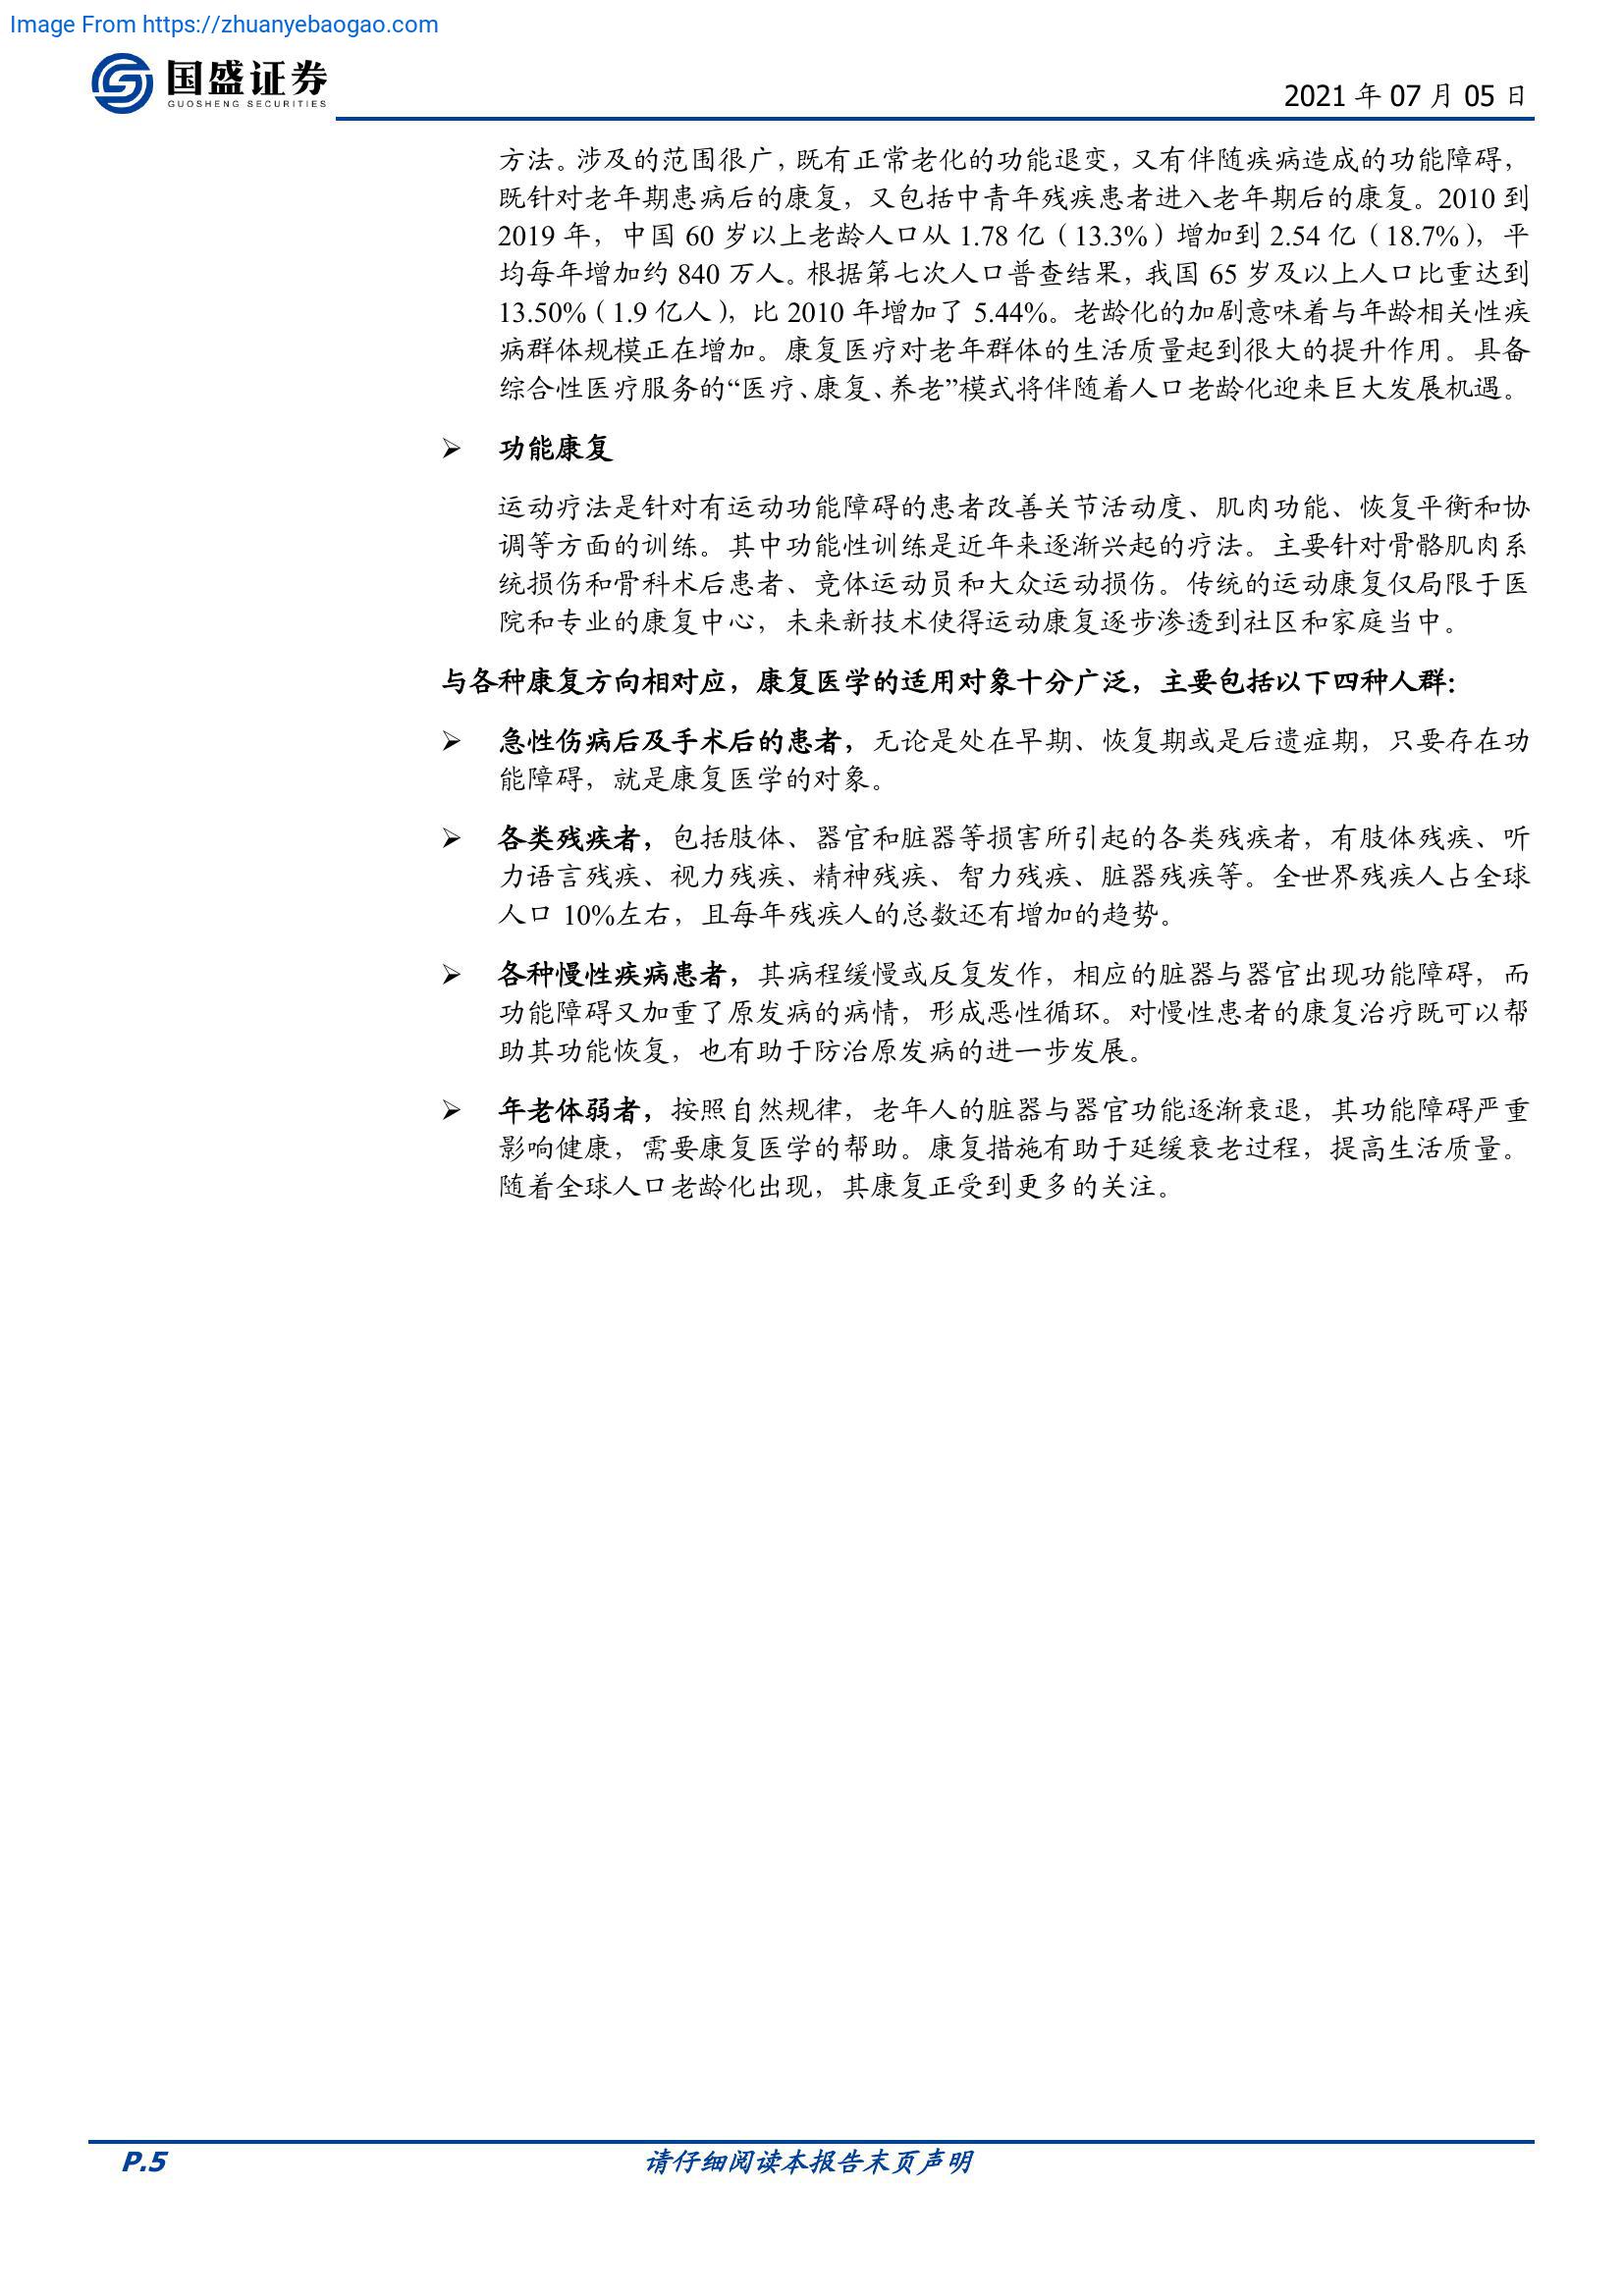 Image From https://zhuanyebaogao.com
国盛证券
GUOSHENG SECURITIES
2021 年 07 月 05 日
方法。涉及的范围很广，既有正常老化的功能退变，又有伴随疾病造成的功能障碍，
既针对老年期患病后的康复，又包括中青年残疾患者进入老年期后的康复。2010 到
2019 年，中国 60 岁以上老龄人口从 1.78 亿（13.3%）增加到 2.54 亿（18.7%），平
均每年增加约 840 万人。根据第七次人口普查结果，我国 65 岁及以上人口比重达到
13.50%（1.9 亿人），比 2010 年增加了 5.44%。老龄化的加剧意味着与年龄相关性疾
病群体规模正在增加。康复医疗对老年群体的生活质量起到很大的提升作用。具备
综合性医疗服务的“医疗、康复、养老”模式将伴随着人口老龄化迎来巨大发展机遇。
➢ 功能康复
运动疗法是针对有运动功能障碍的患者改善关节活动度、肌肉功能、恢复平衡和协
调等方面的训练。其中功能性训练是近年来逐渐兴起的疗法。主要针对骨骼肌肉系
统损伤和骨科术后患者、竞体运动员和大众运动损伤。传统的运动康复仅局限于医
院和专业的康复中心，未来新技术使得运动康复逐步渗透到社区和家庭当中。
与各种康复方向相对应，康复医学的适用对象十分广泛，主要包括以下四种人群：
➢ 急性伤病后及手术后的患者，无论是处在早期、恢复期或是后遗症期，只要存在功
能障碍，就是康复医学的对象。
➢ 各类残疾者，包括肢体、器官和脏器等损害所引起的各类残疾者，有肢体残疾、听
力语言残疾、视力残疾、精神残疾、智力残疾、脏器残疾等。全世界残疾人占全球
人口 10%左右，且每年残疾人的总数还有增加的趋势。
➢ 各种慢性疾病患者，其病程缓慢或反复发作，相应的脏器与器官出现功能障碍，而
功能障碍又加重了原发病的病情，形成恶性循环。对慢性患者的康复治疗既可以帮
助其功能恢复，也有助于防治原发病的进一步发展。
➢ 年老体弱者，按照自然规律，老年人的脏器与器官功能逐渐衰退，其功能障碍严重
影响健康，需要康复医学的帮助。康复措施有助于延缓衰老过程，提高生活质量。
随着全球人口老龄化出现，其康复正受到更多的关注。
P.5
请仔细阅读本报告末页声明